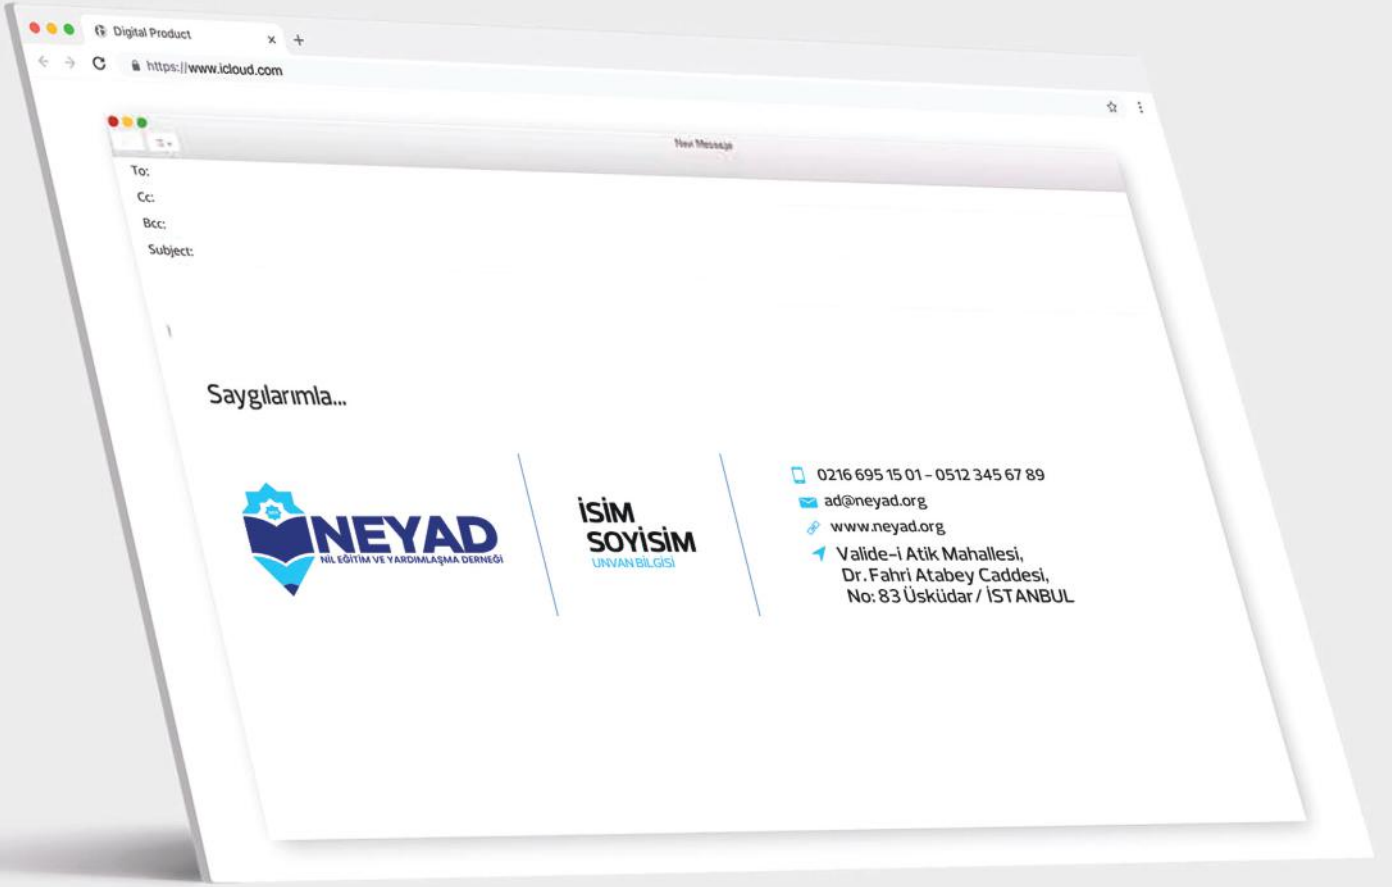 Digital Product
https://www.icloud.com
New Message
To:
Cc:
Bcc:
Subject:
Saygılarımla...
NEYAD
NİL EĞİTİM VE YARDIMLAŞMA DERNEĞİ
İSİM
SOYİSİM
UNVAN BİLGİSİ
0216 695 15 01 - 0512 345 67 89
ad@neyad.org
www.neyad.org
Valide-i Atik Mahallesi,
Dr. Fahri Atabey Caddesi,
No: 83 Üsküdar / İSTANBUL